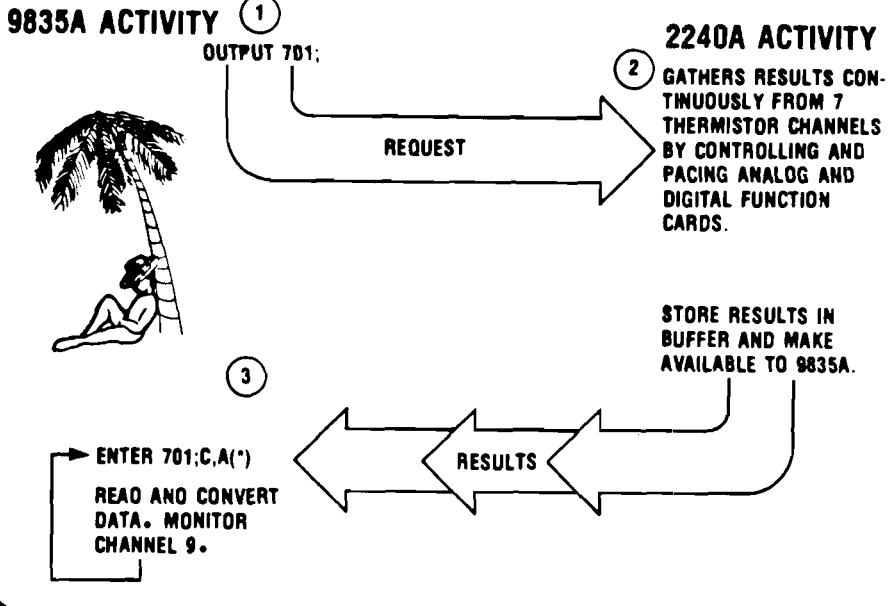 9835A ACTIVITY
1
OUTPUT 701;
2240A ACTIVITY
2
GATHERS RESULTS CON-
TINUOUSLY FROM 7
THERMISTOR CHANNELS
BY CONTROLLING AND
PACING ANALOG AND
DIGITAL FUNCTION
CARDS.
REQUEST
STORE RESULTS IN
BUFFER AND MAKE
AVAILABLE TO 9835A.
3
RESULTS
ENTER 701;C,A(*)
READ AND CONVERT
DATA. MONITOR
CHANNEL 9.